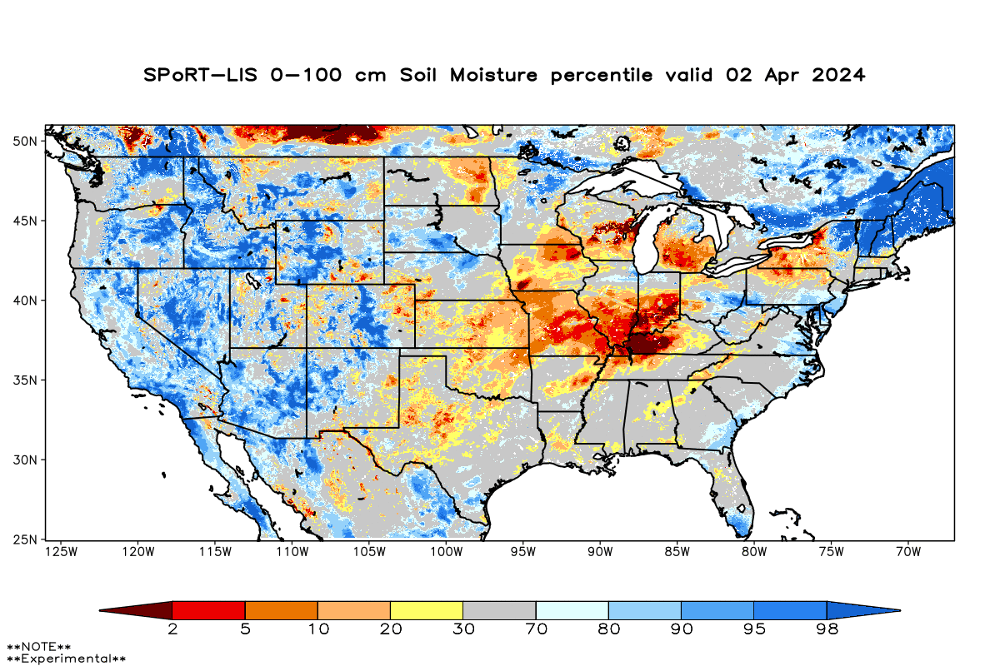 SPoRT-LIS 0-100 cm Soil Moisture percentile valid 02 Apr 2024
50N
45N
40N
35N
30N
25N
125W 120W 115W 110W 105W 100W 95W 90W 85W 80W 75W 70W
2 5 10 20 30 70 80 90 95 98
**NOTE**
**Experimental**